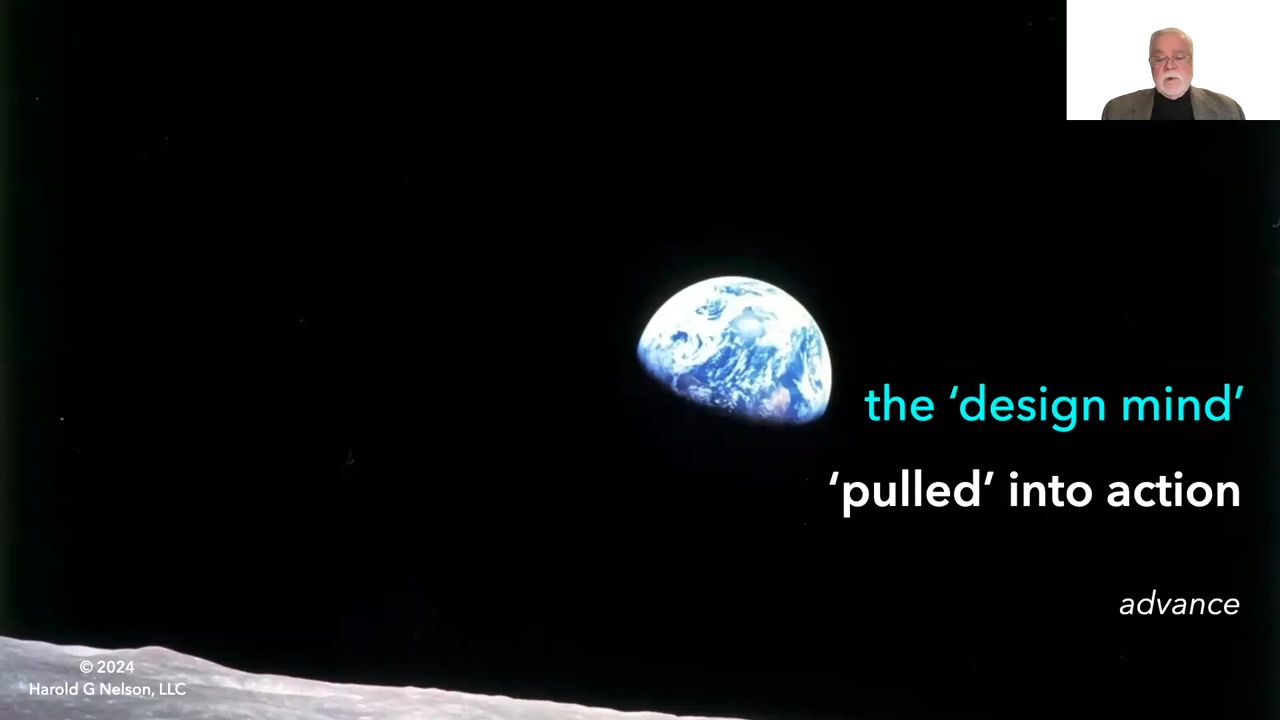 the ‘design mind’
‘pulled’ into action
advance
© 2024
Harold G Nelson, LLC